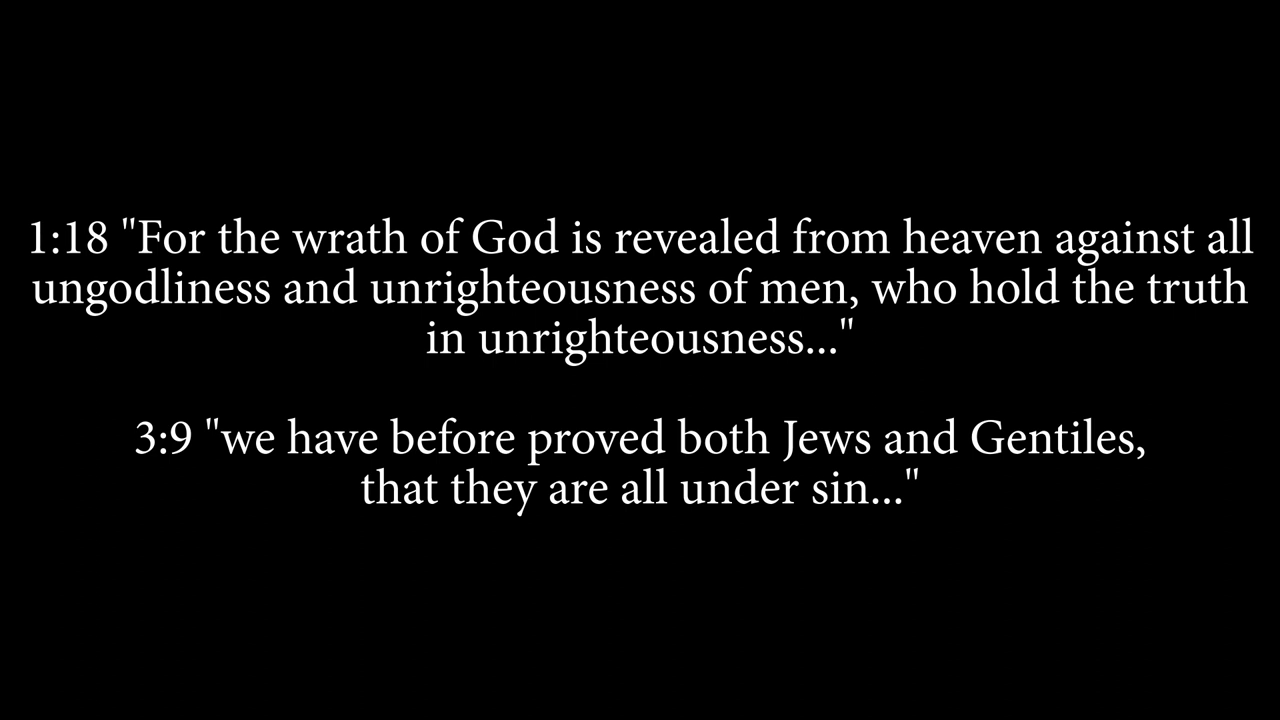 1:18 "For the wrath of God is revealed from heaven against all
ungodliness and unrighteousness of men, who hold the truth
in unrighteousness..."
3:9 "we have before proved both Jews and Gentiles,
that they are all under sin..."